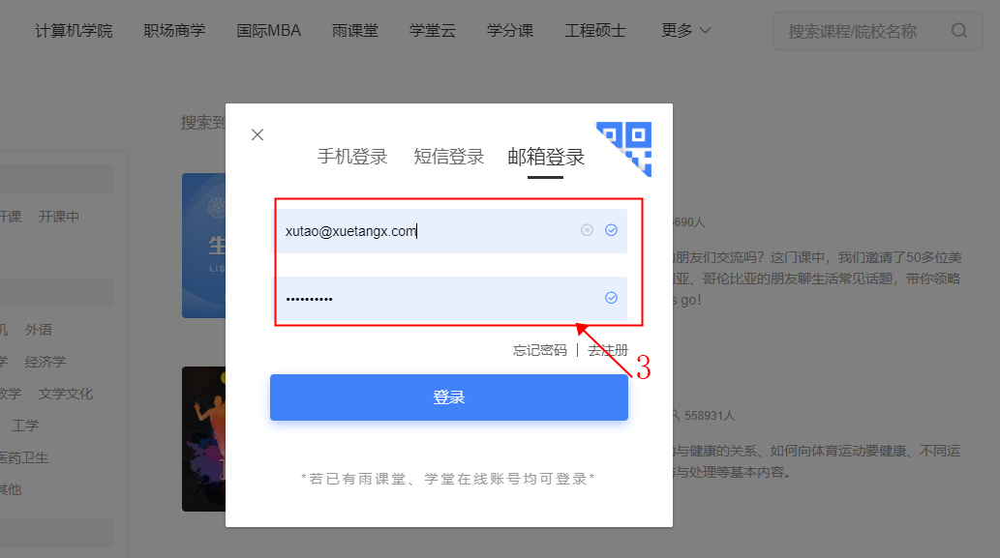 计算机学院 职场商学 国际MBA 雨课堂 学堂云 学分课 工程硕士 更多 搜索课程/院校名称
搜索到
手机登录 短信登录 邮箱登录
开课 开课中
生
LIS
5690人
xutao@xuetangx.com
朋友们交流吗？这门课中，我们邀请了50多位美
亚、哥伦比亚的朋友聊生活常见话题，带你领略
s go!
••••••••••
外语
忘记密码 | 去注册
经济学
3
数学 文学文化
登录
558931人
工学
与健康的关系、如何向体育运动要健康、不同运
医药卫生
与处理等基本内容。
*若已有雨课堂、学堂在线账号均可登录*
其他